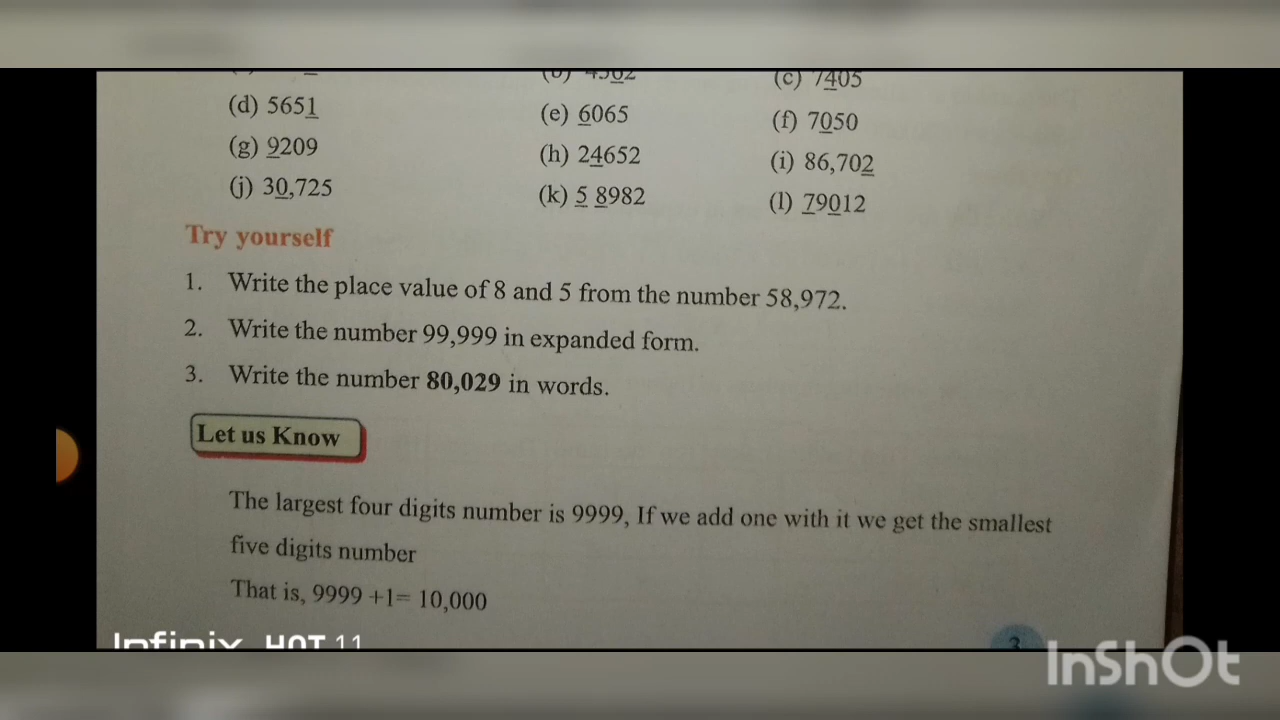 (c) 7405
(d) 5651 (e) 6065 (f) 7050
(g) 9209 (h) 24652 (i) 86,702
(j) 30,725 (k) 5 8982 (l) 79012
Try yourself
1. Write the place value of 8 and 5 from the number 58,972.
2. Write the number 99,999 in expanded form.
3. Write the number 80,029 in words.
Let us Know
The largest four digits number is 9999, If we add one with it we get the smallest
five digits number
That is, 9999 +1= 10,000
Infinix HOT 11
3
InShOt